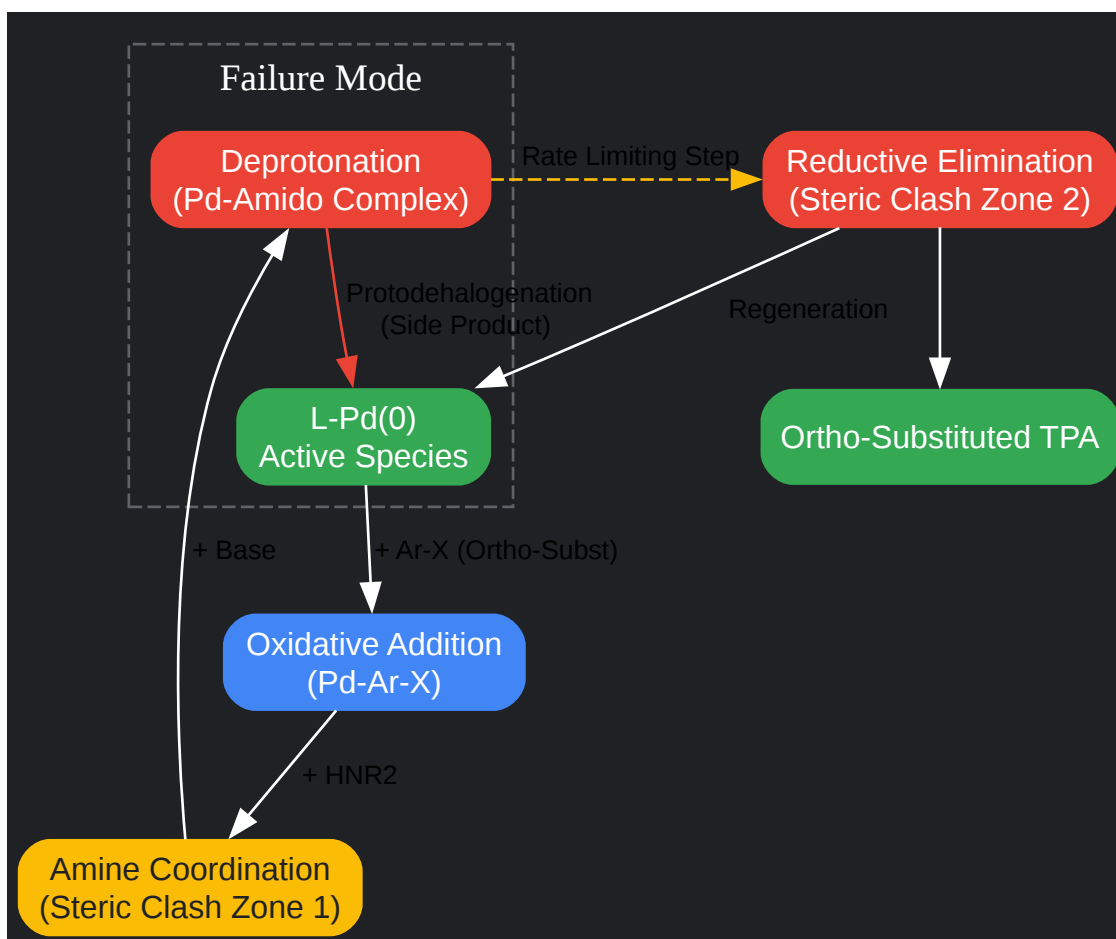 Failure Mode
Deprotonation
(Pd-Amido Complex)
Rate Limiting Step
Reductive Elimination
(Steric Clash Zone 2)
Protodehalogenation
(Side Product)
Regeneration
L-Pd(0)
Active Species
Ortho-Substituted TPA
+ Base
+ Ar-X (Ortho-Subst)
Oxidative Addition
(Pd-Ar-X)
+ HNR2
Amine Coordination
(Steric Clash Zone 1)